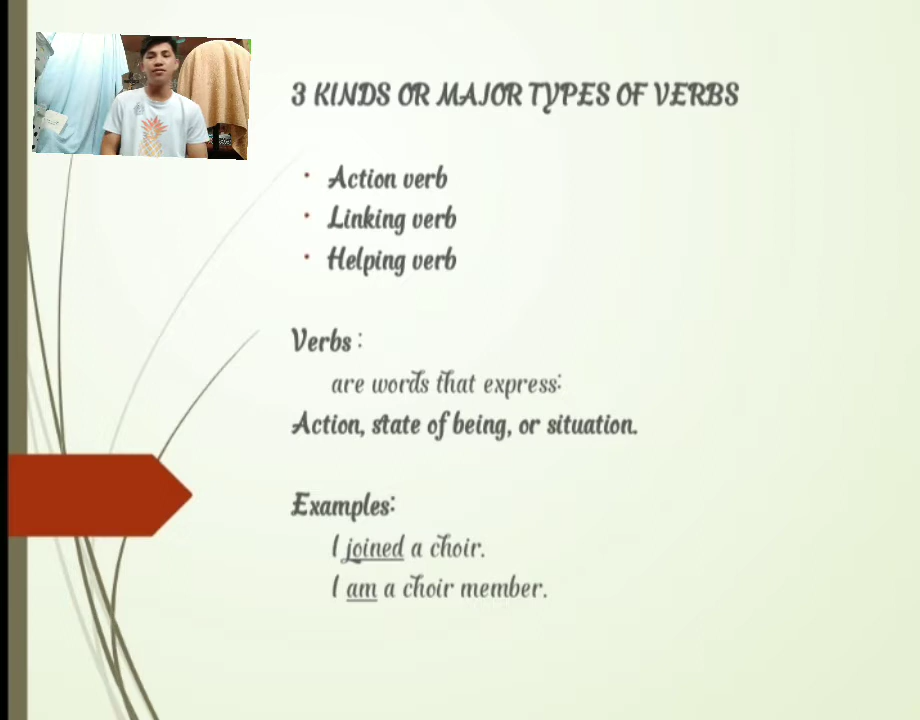 3 KINDS OR MAJOR TYPES OF VERBS
• Action verb
• Linking verb
• Helping verb
Verbs :
are words that express:
Action, state of being, or situation.
Examples:
I joined a choir.
I am a choir member.